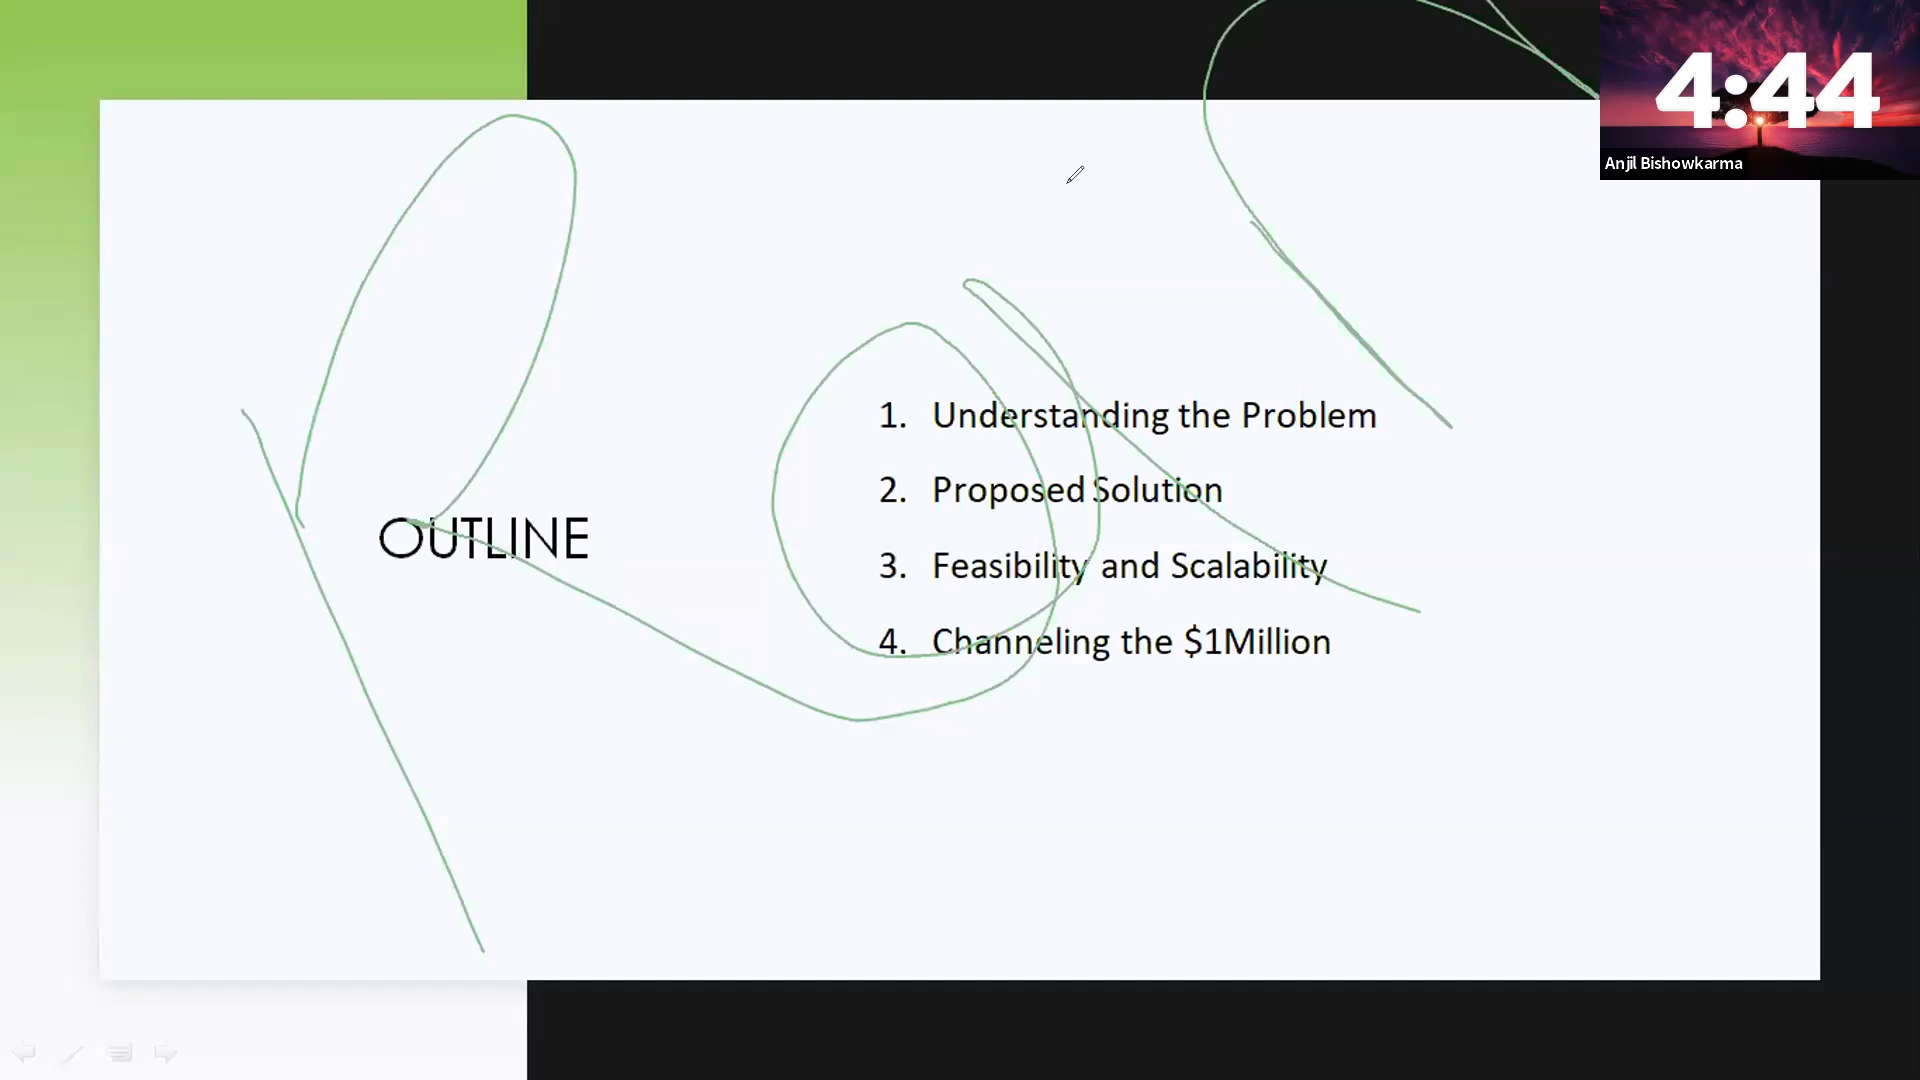 4:44
Anjil Bishowkarma
OUTLINE
1. Understanding the Problem
2. Proposed Solution
3. Feasibility and Scalability
4. Channeling the $1Million